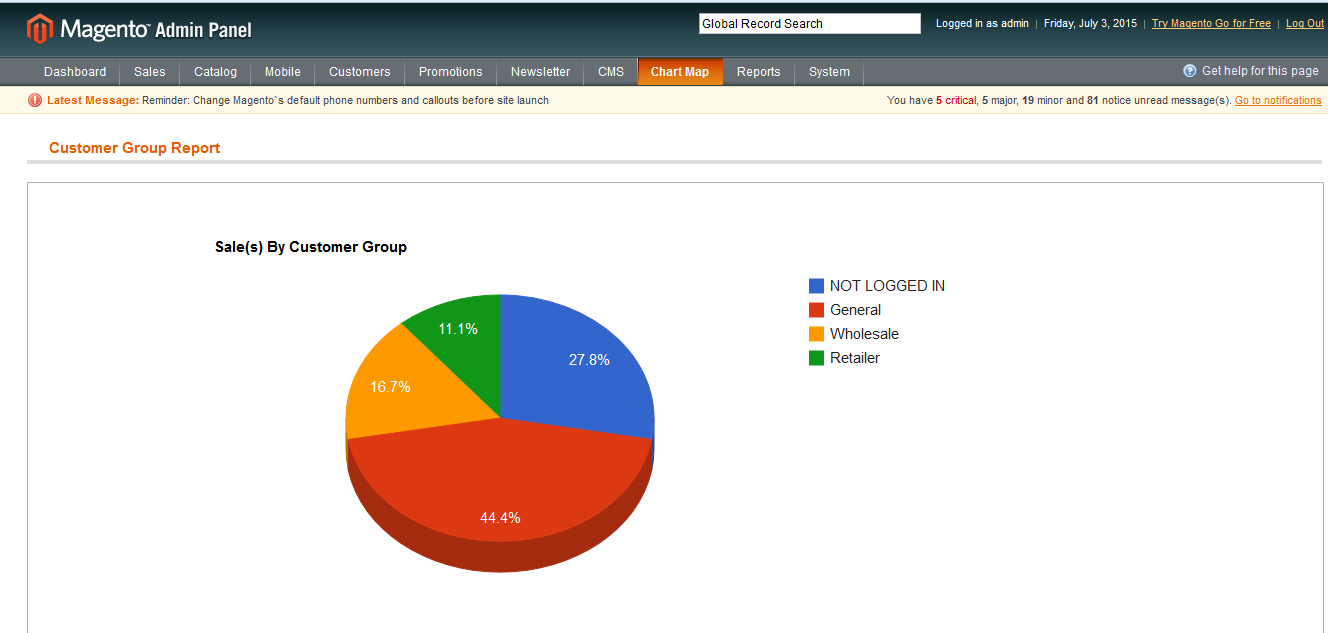 Magento™ Admin Panel
Global Record Search
Logged in as admin | Friday, July 3, 2015 | Try Magento Go for Free | Log Out
Dashboard Sales Catalog Mobile Customers Promotions Newsletter CMS Chart Map Reports System
Get help for this page
Latest Message: Reminder: Change Magento`s default phone numbers and callouts before site launch
You have 5 critical, 5 major, 19 minor and 81 notice unread message(s). Go to notifications
Customer Group Report
Sale(s) By Customer Group
NOT LOGGED IN
General
Wholesale
Retailer
11.1%
27.8%
16.7%
44.4%